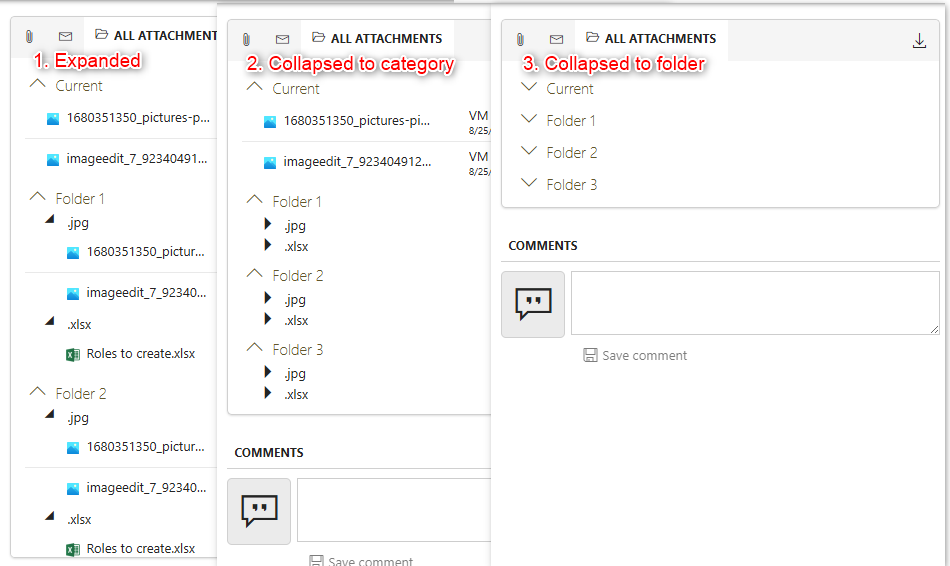 ALL ATTACHMENT
1. Expanded
Current
1680351350_pictures-p...
imageedit_7_92340491...
Folder 1
.jpg
1680351350_pictur...
imageedit_7_92340...
.xlsx
Roles to create.xlsx
Folder 2
.jpg
1680351350_pictur...
imageedit_7_92340...
.xlsx
Roles to create.xlsx
ALL ATTACHMENTS
2. Collapsed to category
Current
1680351350_pictures-pi...
VM
8/25/
imageedit_7_923404912...
VM
8/25/
Folder 1
.jpg
.xlsx
Folder 2
.jpg
.xlsx
Folder 3
.jpg
.xlsx
COMMENTS
Save comment
ALL ATTACHMENTS
3. Collapsed to folder
Current
Folder 1
Folder 2
Folder 3
COMMENTS
Save comment